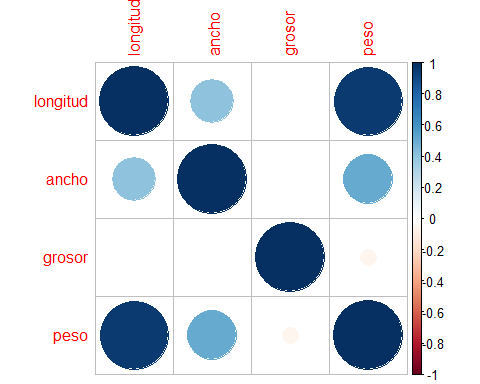 longitud
ancho
grosor
peso
longitud
ancho
grosor
peso
1
0.8
0.6
0.4
0.2
0
-0.2
-0.4
-0.6
-0.8
-1